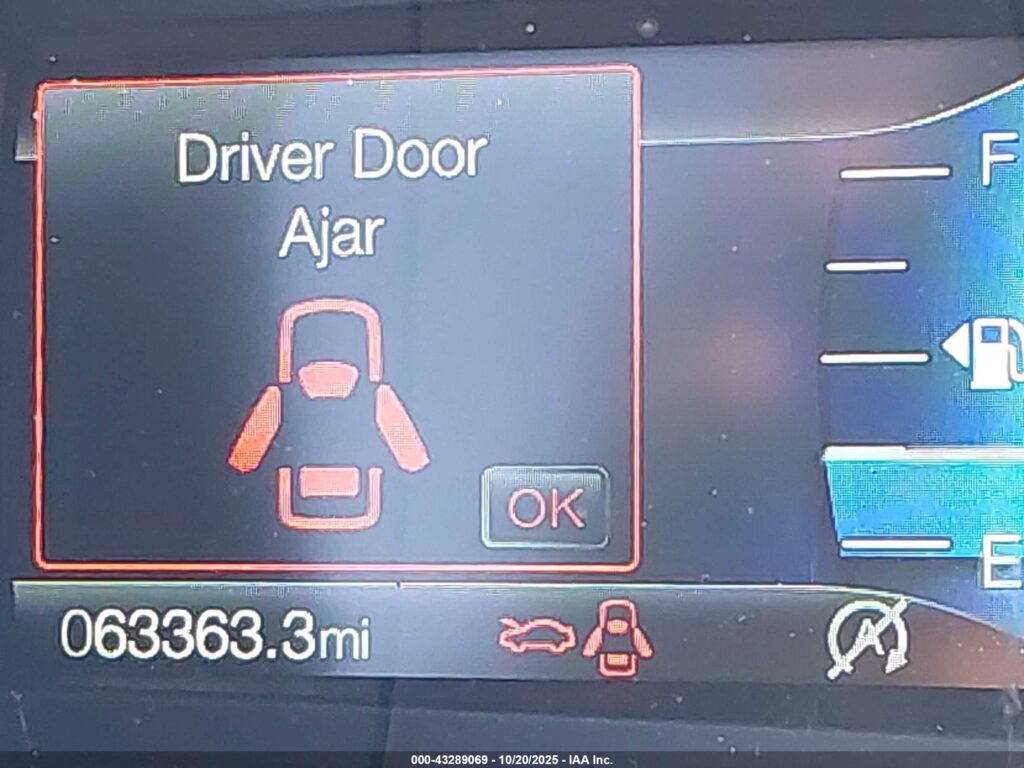 Driver Door
Ajar
OK
F
E
063363.3mi
A
000-43289069 - 10/20/2025 - IAA Inc.